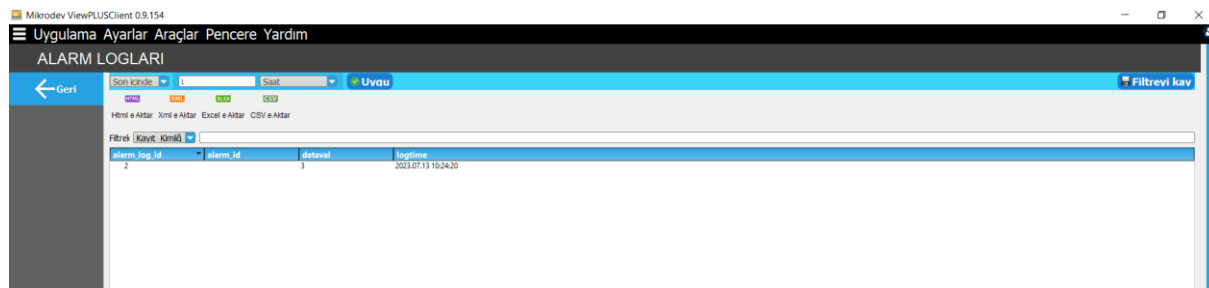 Mikrodev ViewPLUSClient 0.9.154
Uygulama Ayarlar Araçlar Pencere Yardım
ALARM LOGLARI
Geri
Son içinde 1 Saat Uygu Filtreyi kay
HTML XML XLSX CSV
Html e Aktar Xml e Aktar Excel e Aktar CSV e Aktar
Filtrele Kayıt Kimliğ
alarm_log_id alarm_id dataval logtime
2 3 2023.07.13 10:24:20